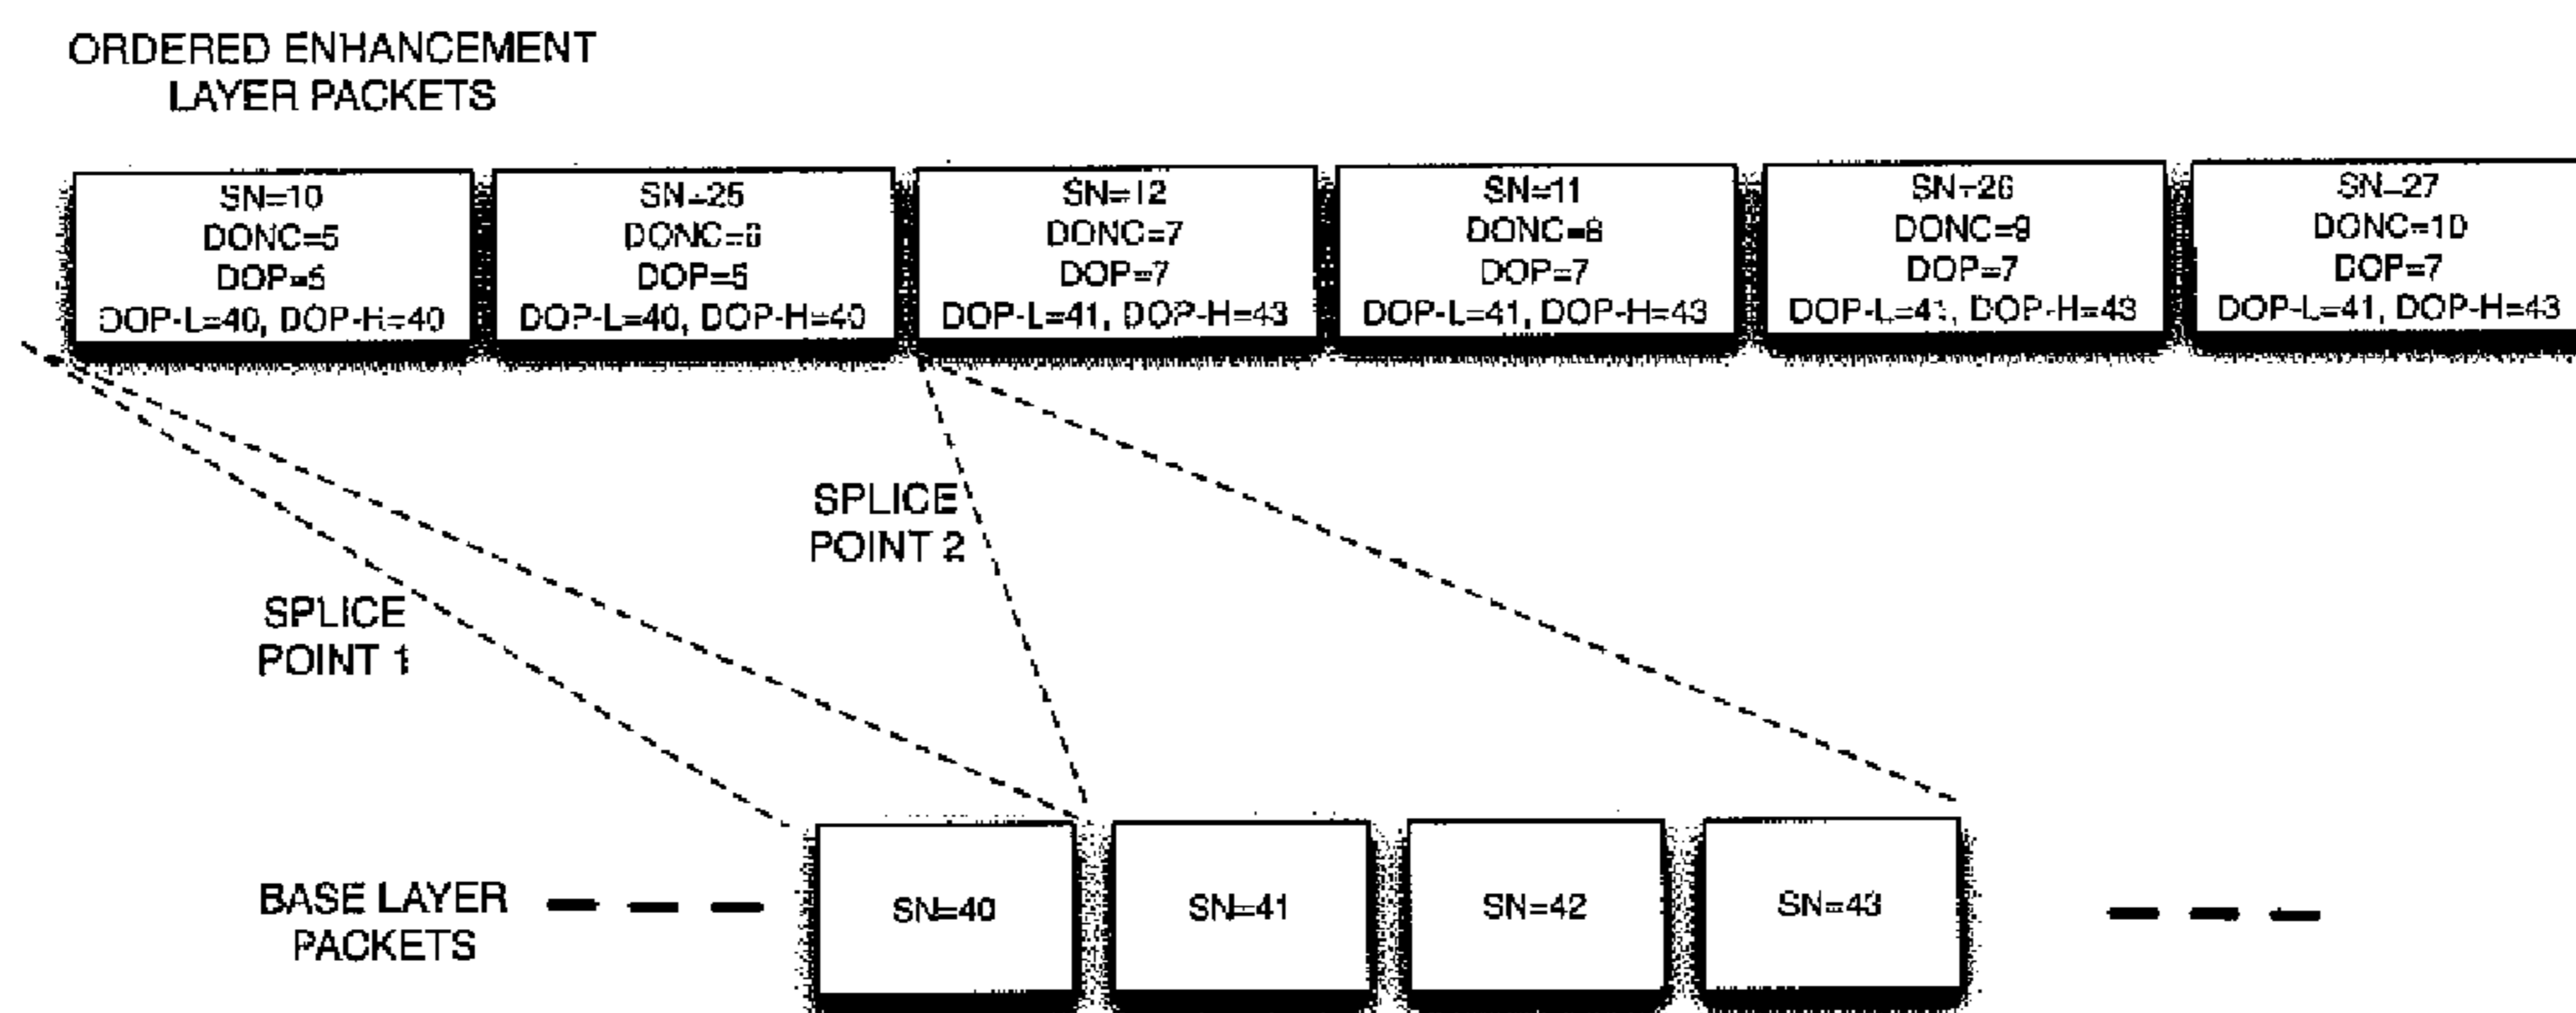 ORDERED ENHANCEMENT
LAYER PACKETS
SN=10
DONC=5
DOP=5
DOP-L=40, DOP-H=40
SN=25
DONC=6
DOP=5
DOP-L=40, DOP-H=40
SN=12
DONC=7
DOP=7
DOP-L=41, DOP-H=43
SN=11
DONC=8
DOP=7
DOP-L=41, DOP-H=43
SN=26
DONC=9
DOP=7
DOP-L=41, DOP-H=43
SN=27
DONC=10
DOP=7
DOP-L=41, DOP-H=43
SPLICE
POINT 2
SPLICE
POINT 1
BASE LAYER
PACKETS
SN=40
SN=41
SN=42
SN=43